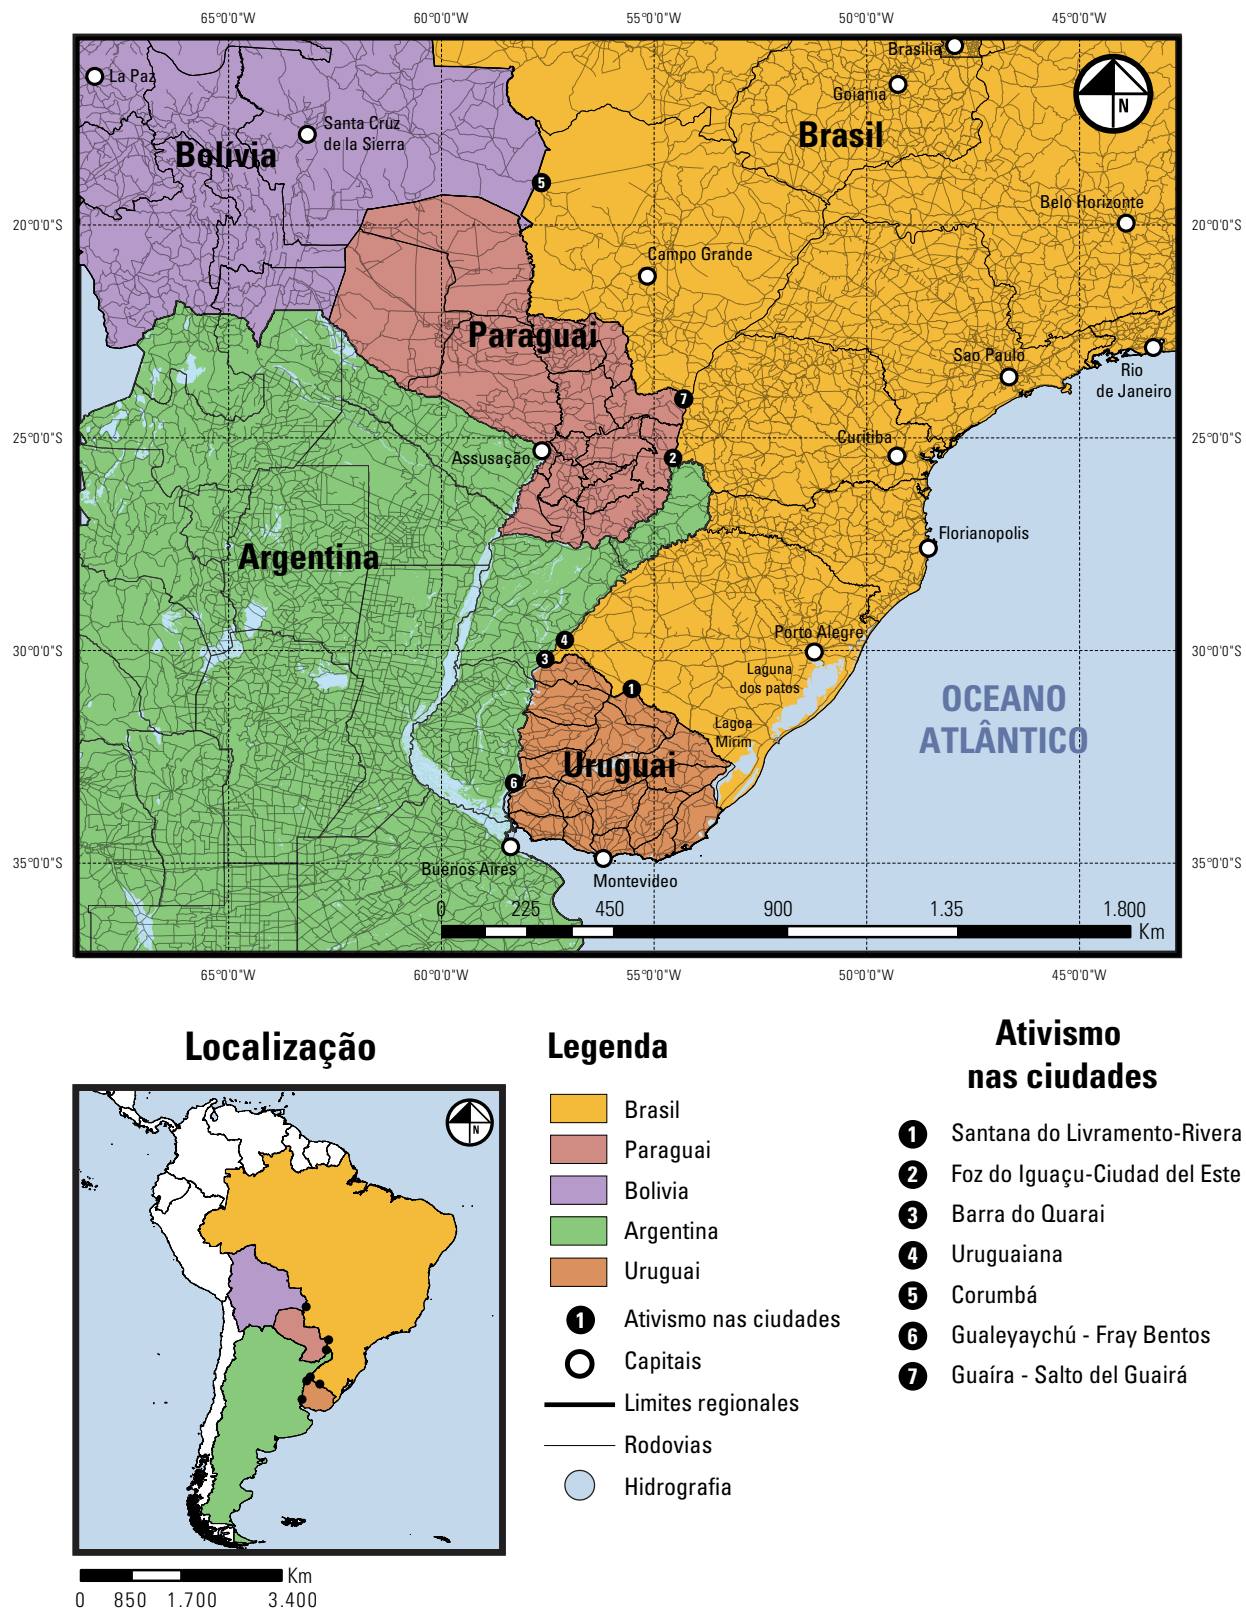 65°0'0"W 60°0'0"W 55°0'0"W 50°0'0"W 45°0'0"W
Brasilia
La Paz
Goiania
N
Santa Cruz
de la Sierra
Brasil
Bolívia
5
Belo Horizonte
20°0'0"S 20°0'0"S
Campo Grande
Paraguai
Sao Paulo
Rio
de Janeiro
7
25°0'0"S 25°0'0"S
Curitiba
Assusação
2
Florianopolis
Argentina
4
Porto Alegre
30°0'0"S 30°0'0"S
3
Laguna
dos patos
1
OCEANO
ATLÂNTICO
Lagoa
Mirim
Uruguai
6
35°0'0"S 35°0'0"S
Buenos Aires
Montevideo
0 225 450 900 1.35 1.800
Km
65°0'0"W 60°0'0"W 55°0'0"W 50°0'0"W 45°0'0"W
Localização
N
Km
0 850 1.700 3.400
Legenda
Brasil
Paraguai
Bolivia
Argentina
Uruguai
1 Ativismo nas ciudades
Capitais
Limites regionales
Rodovias
Hidrografia
Ativismo
nas ciudades
1 Santana do Livramento-Rivera
2 Foz do Iguaçu-Ciudad del Este
3 Barra do Quarai
4 Uruguaiana
5 Corumbá
6 Gualeyaychú - Fray Bentos
7 Guaíra - Salto del Guairá